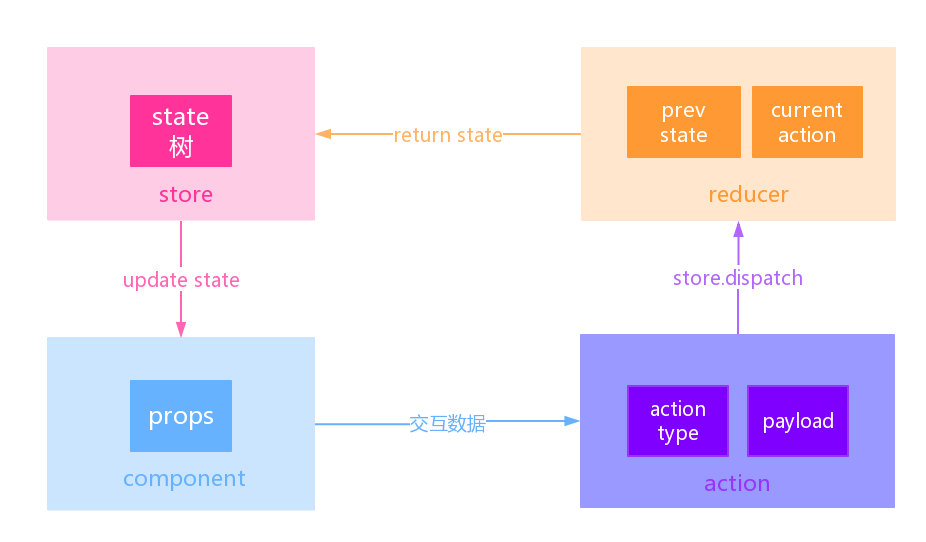 state
树
store
return state
prev
state
current
action
reducer
update state
store.dispatch
props
component
交互数据
action
type
payload
action